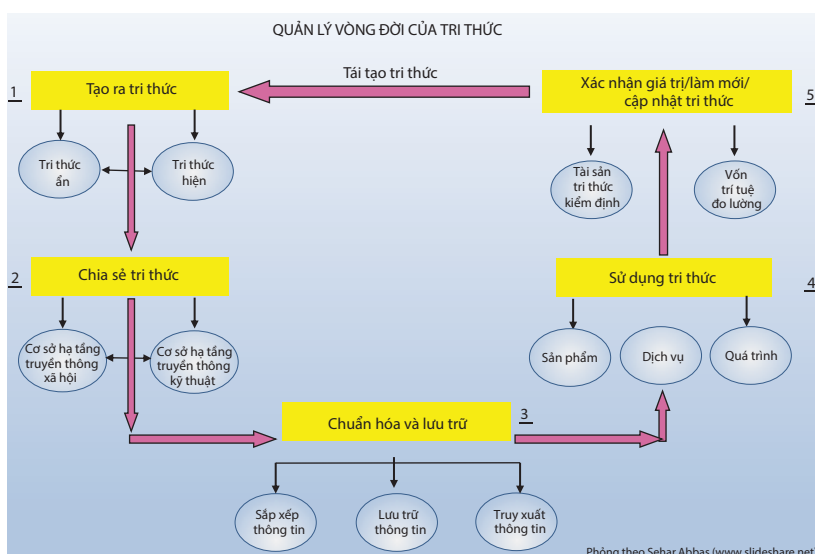 QUẢN LÝ VÒNG ĐỜI CỦA TRI THỨC
1
Tạo ra tri thức
Tái tạo tri thức
Xác nhận giá trị/làm mới/
cập nhật tri thức
5
Tri thức
ẩn
Tri thức
hiện
Tài sản
tri thức
kiểm định
Vốn
trí tuệ
đo lường
2
Chia sẻ tri thức
Sử dụng tri thức
4
Cơ sở hạ tầng
truyền thông
xã hội
Cơ sở hạ tầng
truyền thông
kỹ thuật
Sản phẩm
Dịch vụ
Quá trình
Chuẩn hóa và lưu trữ
3
Sắp xếp
thông tin
Lưu trữ
thông tin
Truy xuất
thông tin
Phỏng theo Sehar Abbas (www.slideshare.net)